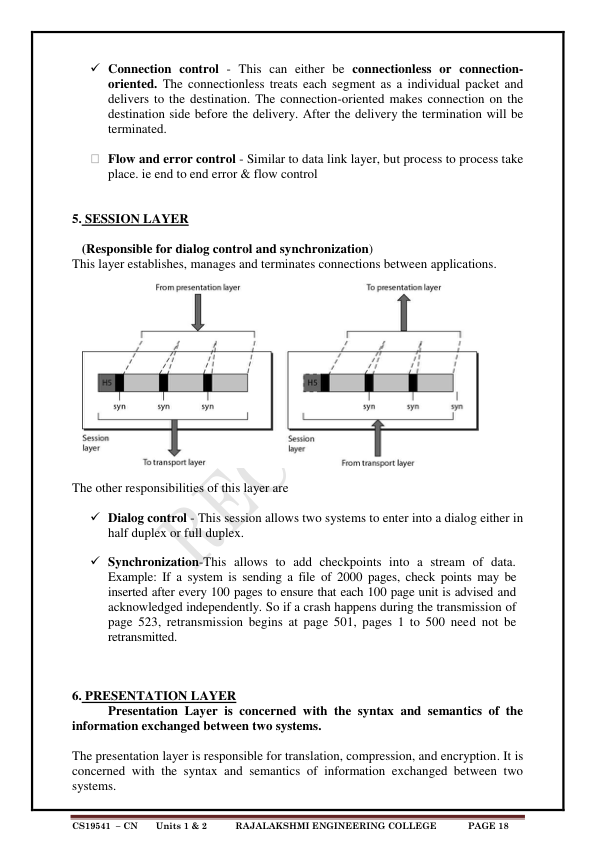 ✓ Connection control - This can either be connectionless or connection-
oriented. The connectionless treats each segment as a individual packet and
delivers to the destination. The connection-oriented makes connection on the
destination side before the delivery. After the delivery the termination will be
terminated.
Flow and error control - Similar to data link layer, but process to process take
place. ie end to end error & flow control
5. SESSION LAYER
(Responsible for dialog control and synchronization)
This layer establishes, manages and terminates connections between applications.
From presentation layer
H5
syn syn syn
Session
layer
To transport layer
To presentation layer
H5
syn syn syn
Session
layer
From transport layer
REC
The other responsibilities of this layer are
✓ Dialog control - This session allows two systems to enter into a dialog either in
half duplex or full duplex.
✓ Synchronization-This allows to add checkpoints into a stream of data.
Example: If a system is sending a file of 2000 pages, check points may be
inserted after every 100 pages to ensure that each 100 page unit is advised and
acknowledged independently. So if a crash happens during the transmission of
page 523, retransmission begins at page 501, pages 1 to 500 need not be
retransmitted.
6. PRESENTATION LAYER
Presentation Layer is concerned with the syntax and semantics of the
information exchanged between two systems.
The presentation layer is responsible for translation, compression, and encryption. It is
concerned with the syntax and semantics of information exchanged between two
systems.
CS19541 – CN Units 1 & 2 RAJALAKSHMI ENGINEERING COLLEGE PAGE 18